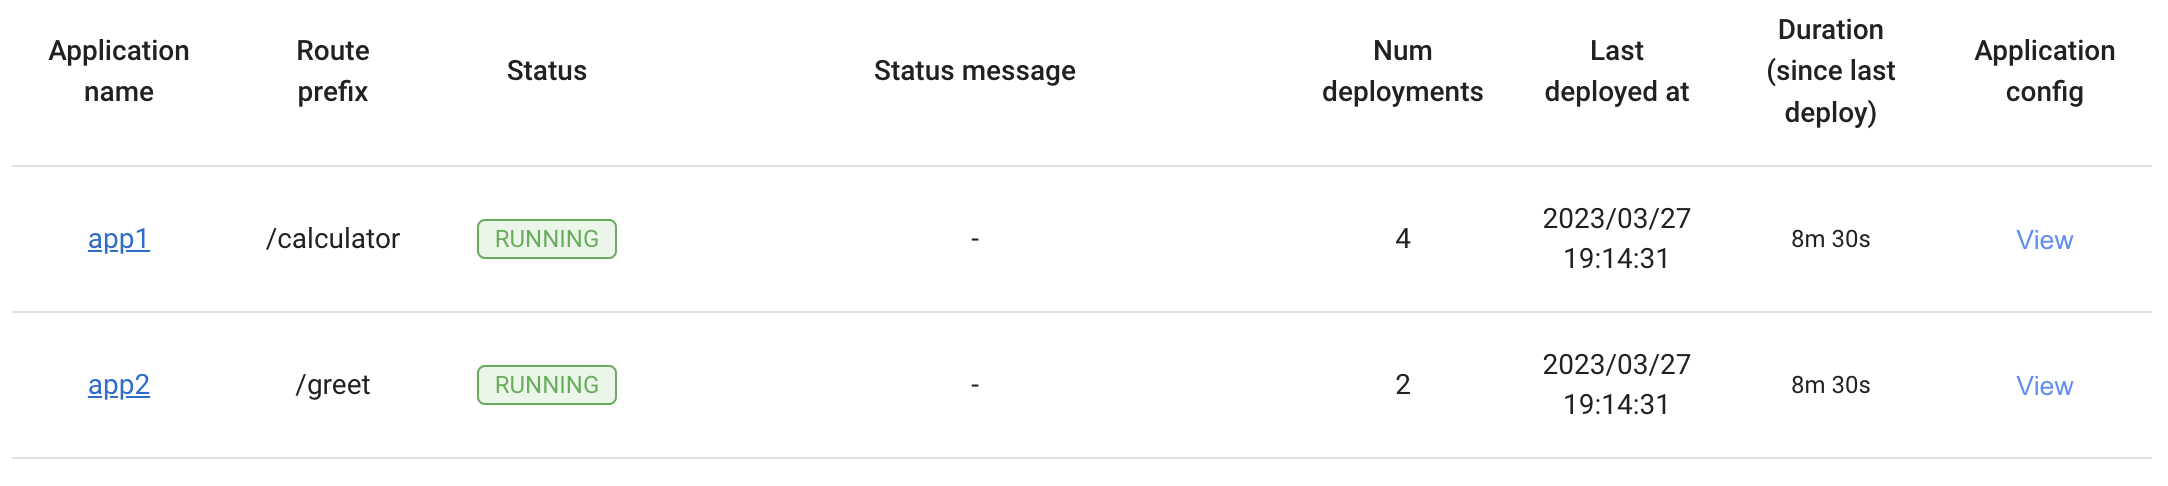 Application name
Route prefix
Status
Status message
Num deployments
Last deployed at
Duration (since last deploy)
Application config
app1
/calculator
RUNNING
-
4
2023/03/27
19:14:31
8m 30s
View
app2
/greet
RUNNING
-
2
2023/03/27
19:14:31
8m 30s
View